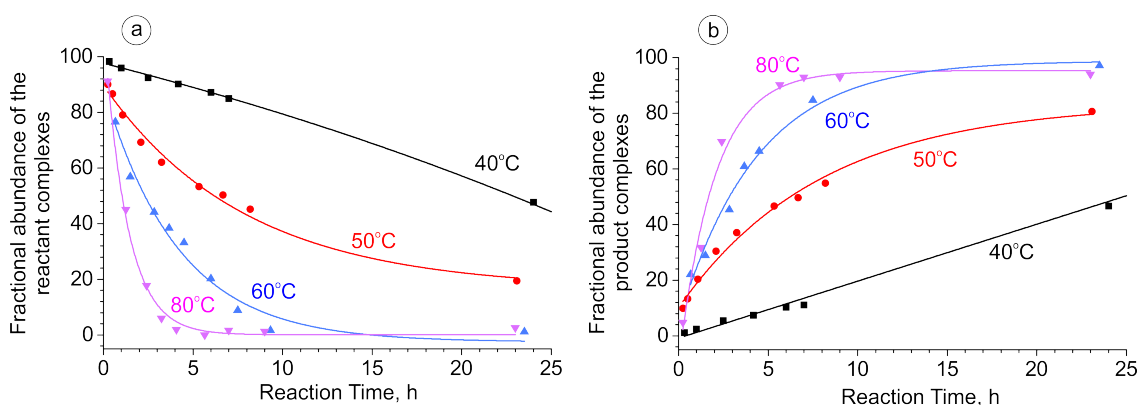 a
Fractional abundance of the
reactant complexes
100
80
60
40
20
0
40°C
50°C
60°C
80°C
0 5 10 15 20 25
Reaction Time, h
b
Fractional abundance of the
product complexes
100
80
60
40
20
0
80°C
60°C
50°C
40°C
0 5 10 15 20 25
Reaction Time, h